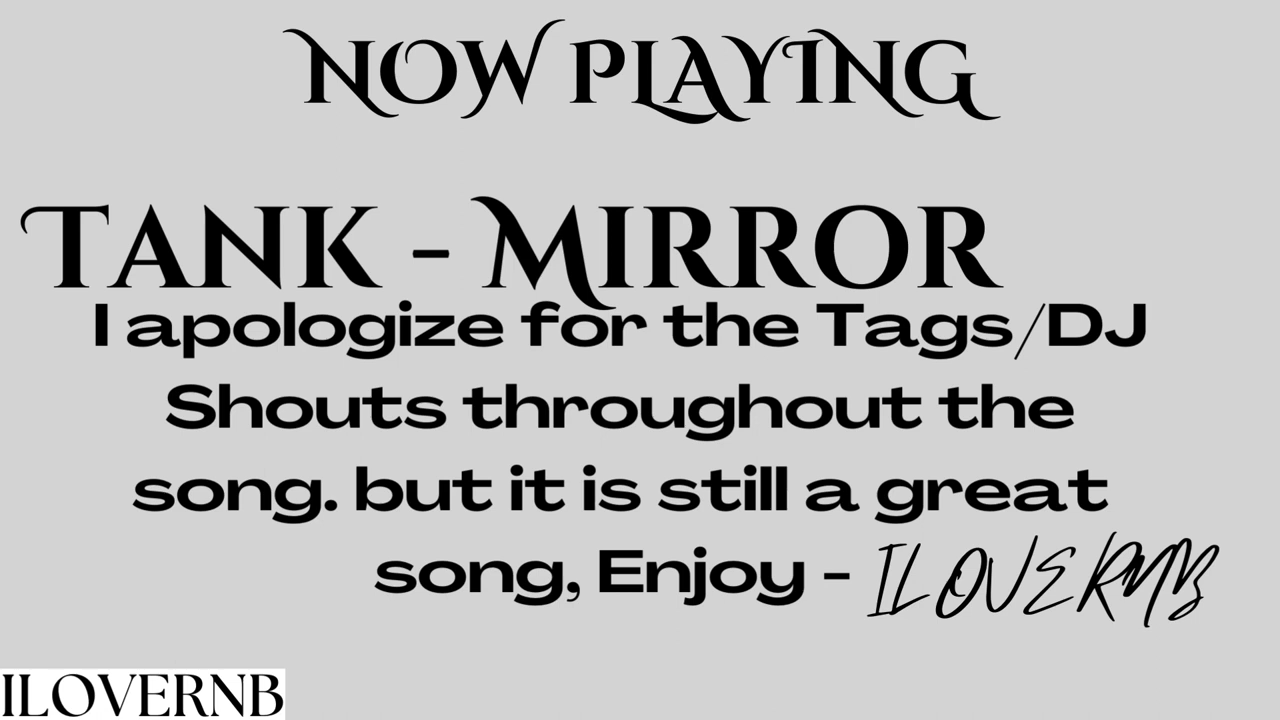 NOW PLAYING
TANK - MIRROR
I apologize for the Tags/DJ
Shouts throughout the
song. but it is still a great
song, Enjoy - ILOVERNB
ILOVERNB